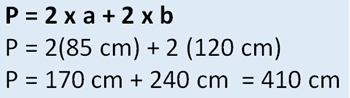 P = 2 x a + 2 x b
P = 2(85 cm) + 2 (120 cm)
P = 170 cm + 240 cm = 410 cm